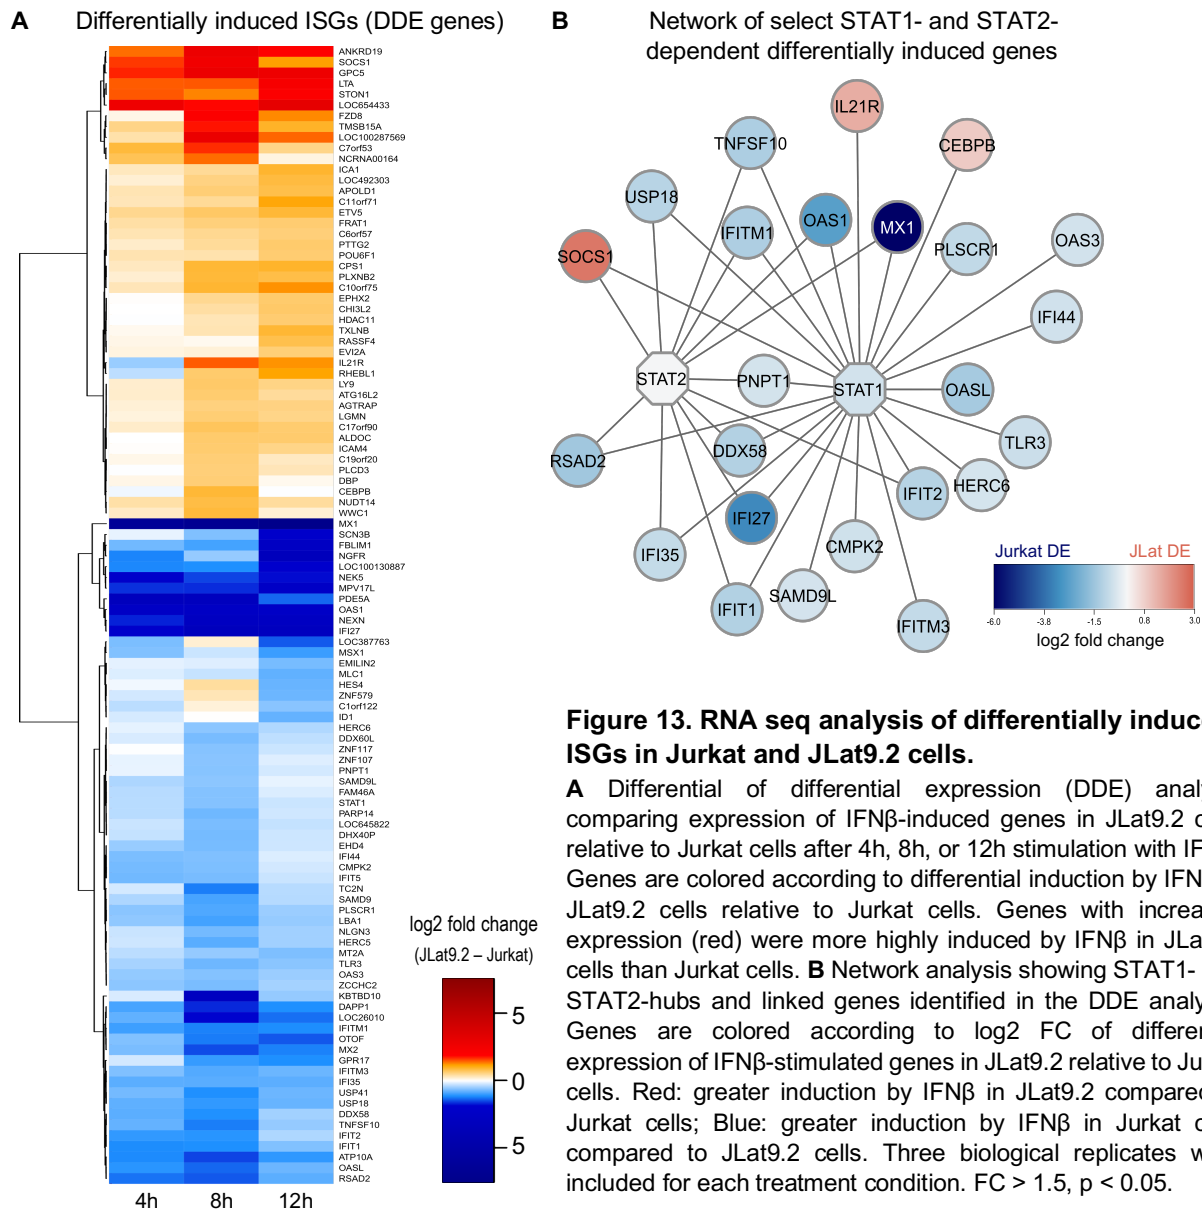 A
Differentially induced ISGs (DDE genes)
ANKRD19
SOCS1
GPC5
LTA
STON1
LOC654433
FZD8
TMSB15A
LOC100287569
C7orf53
NCRNA00164
ICA1
LOC492303
APOLD1
C11orf71
ETV5
FRAT1
C6orf57
PTTG2
POU6F1
CPS1
PLXNB2
C10orf75
EPHX2
CHI3L2
HDAC11
TXLNB
RASSF4
EVI2A
IL21R
RHEBL1
LY9
ATG16L2
AGTRAP
LGMN
C17orf90
ALDOC
ICAM4
C19orf20
PLCD3
DBP
CEBPB
NUDT14
WWC1
MX1
SCN3B
FBLIM1
NGFR
LOC100130887
NEK5
MPV17L
PDE5A
OAS1
NEXN
IFI27
LOC387763
MSX1
EMILIN2
MLC1
HES4
ZNF579
C1orf122
ID1
HERC6
DDX60L
ZNF117
ZNF107
PNPT1
SAMD9L
FAM46A
STAT1
PARP14
LOC645822
DHX40P
EHD4
IFI44
CMPK2
IFIT5
TC2N
SAMD9
PLSCR1
LBA1
NLGN3
HERC5
MT2A
TLR3
OAS3
ZCCHC2
KBTBD10
DAPP1
LOC26010
IFITM1
OTOF
MX2
GPR17
IFITM3
IFI35
USP41
USP18
DDX58
TNFSF10
IFIT2
IFIT1
ATP10A
OASL
RSAD2
4h 8h 12h
log2 fold change
(JLat9.2 – Jurkat)
5
0
5
B
Network of select STAT1- and STAT2-
dependent differentially induced genes
IL21R
TNFSF10
CEBPB
USP18
OAS1
MX1
IFITM1
PLSCR1
OAS3
SOCS1
IFI44
STAT2
PNPT1
STAT1
OASL
TLR3
DDX58
RSAD2
HERC6
IFIT2
IFI27
CMPK2
IFI35
SAMD9L
IFIT1
IFITM3
Jurkat DE JLat DE
-6.0 -3.8 -1.5 0.8 3.0
log2 fold change
Figure 13. RNA seq analysis of differentially induce
ISGs in Jurkat and JLat9.2 cells.
A Differential of differential expression (DDE) analy
comparing expression of IFNβ-induced genes in JLat9.2 c
relative to Jurkat cells after 4h, 8h, or 12h stimulation with IF
Genes are colored according to differential induction by IFN
JLat9.2 cells relative to Jurkat cells. Genes with increa
expression (red) were more highly induced by IFNβ in JLa
cells than Jurkat cells. B Network analysis showing STAT1-
STAT2-hubs and linked genes identified in the DDE analy
Genes are colored according to log2 FC of differen
expression of IFNβ-stimulated genes in JLat9.2 relative to Ju
cells. Red: greater induction by IFNβ in JLat9.2 compared
Jurkat cells; Blue: greater induction by IFNβ in Jurkat c
compared to JLat9.2 cells. Three biological replicates w
included for each treatment condition. FC > 1.5, p < 0.05.